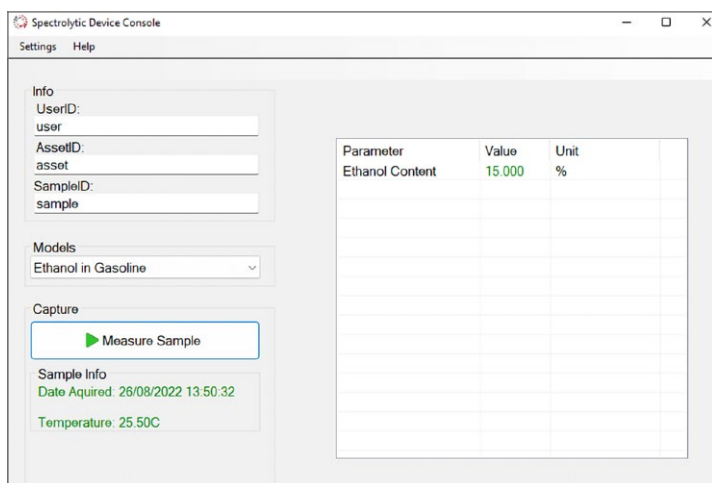 Spectrolytic Device Console
Settings Help
Info
UserID:
user
AssetID:
asset
SampleID:
sample
Models
Ethanol in Gasoline
Capture
Measure Sample
Sample Info
Date Aquired: 26/08/2022 13:50:32
Temperature: 25.50C
Parameter Value Unit
Ethanol Content 15.000 %